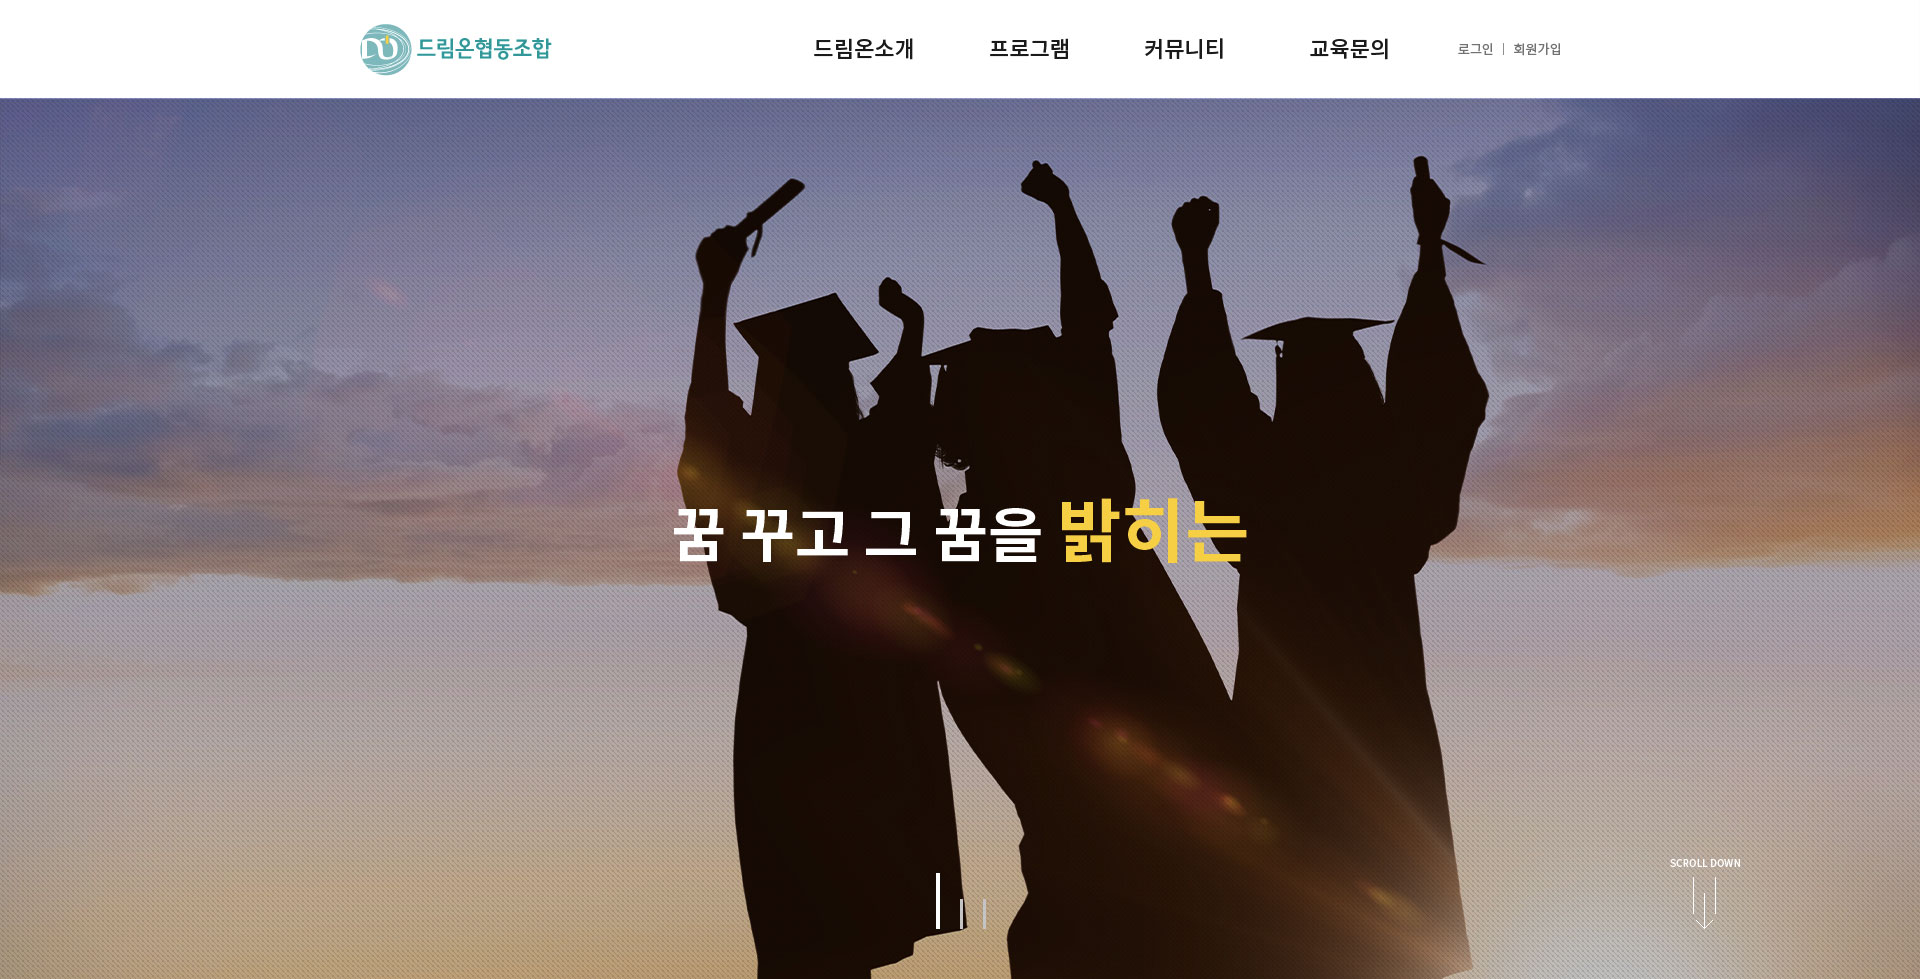 드림온협동조합
드림온소개
프로그램
커뮤니티
교육문의
로그인 | 회원가입
꿈 꾸고 그 꿈을 밝히는
SCROLL DOWN